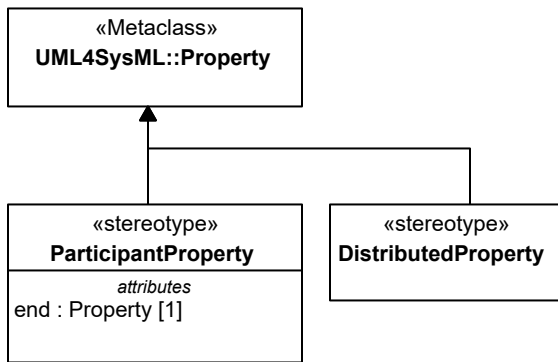 «Metaclass»
UML4SysML::Property
«stereotype»
ParticipantProperty
attributes
end : Property [1]
«stereotype»
DistributedProperty